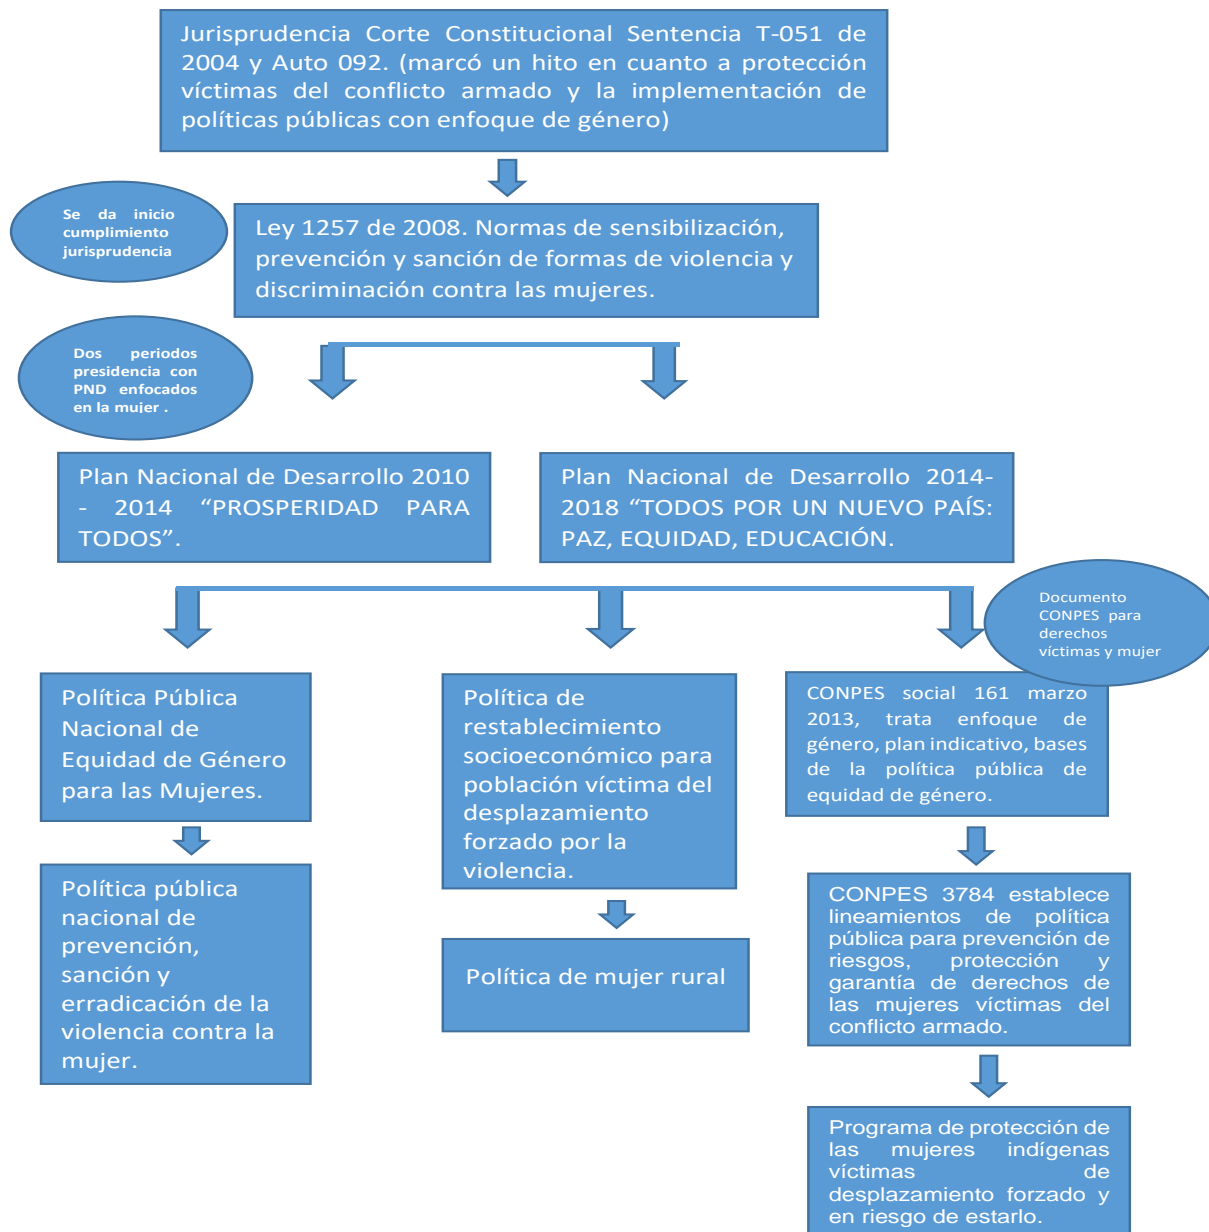 Jurisprudencia Corte Constitucional Sentencia T-051 de
2004 y Auto 092. (marcó un hito en cuanto a protección
víctimas del conflicto armado y la implementación de
políticas públicas con enfoque de género)
Se da inicio
cumplimiento
jurisprudencia
Ley 1257 de 2008. Normas de sensibilización,
prevención y sanción de formas de violencia y
discriminación contra las mujeres.
Dos periodos
presidencia con
PND enfocados
en la mujer .
Plan Nacional de Desarrollo 2010
- 2014 “PROSPERIDAD PARA
TODOS”.
Plan Nacional de Desarrollo 2014-
2018 “TODOS POR UN NUEVO PAÍS:
PAZ, EQUIDAD, EDUCACIÓN.
Documento
CONPES para
derechos
víctimas y mujer
Política Pública
Nacional de
Equidad de Género
para las Mujeres.
Política de
restablecimiento
socioeconómico para
población víctima del
desplazamiento
forzado por la
violencia.
CONPES social 161 marzo
2013, trata enfoque de
género, plan indicativo, bases
de la política pública de
equidad de género.
Política pública
nacional de
prevención,
sanción y
erradicación de la
violencia contra la
mujer.
Política de mujer rural
CONPES 3784 establece
lineamientos de política
pública para prevención de
riesgos, protección y
garantía de derechos de
las mujeres víctimas del
conflicto armado.
Programa de protección de
las mujeres indígenas
víctimas de
desplazamiento forzado y
en riesgo de estarlo.